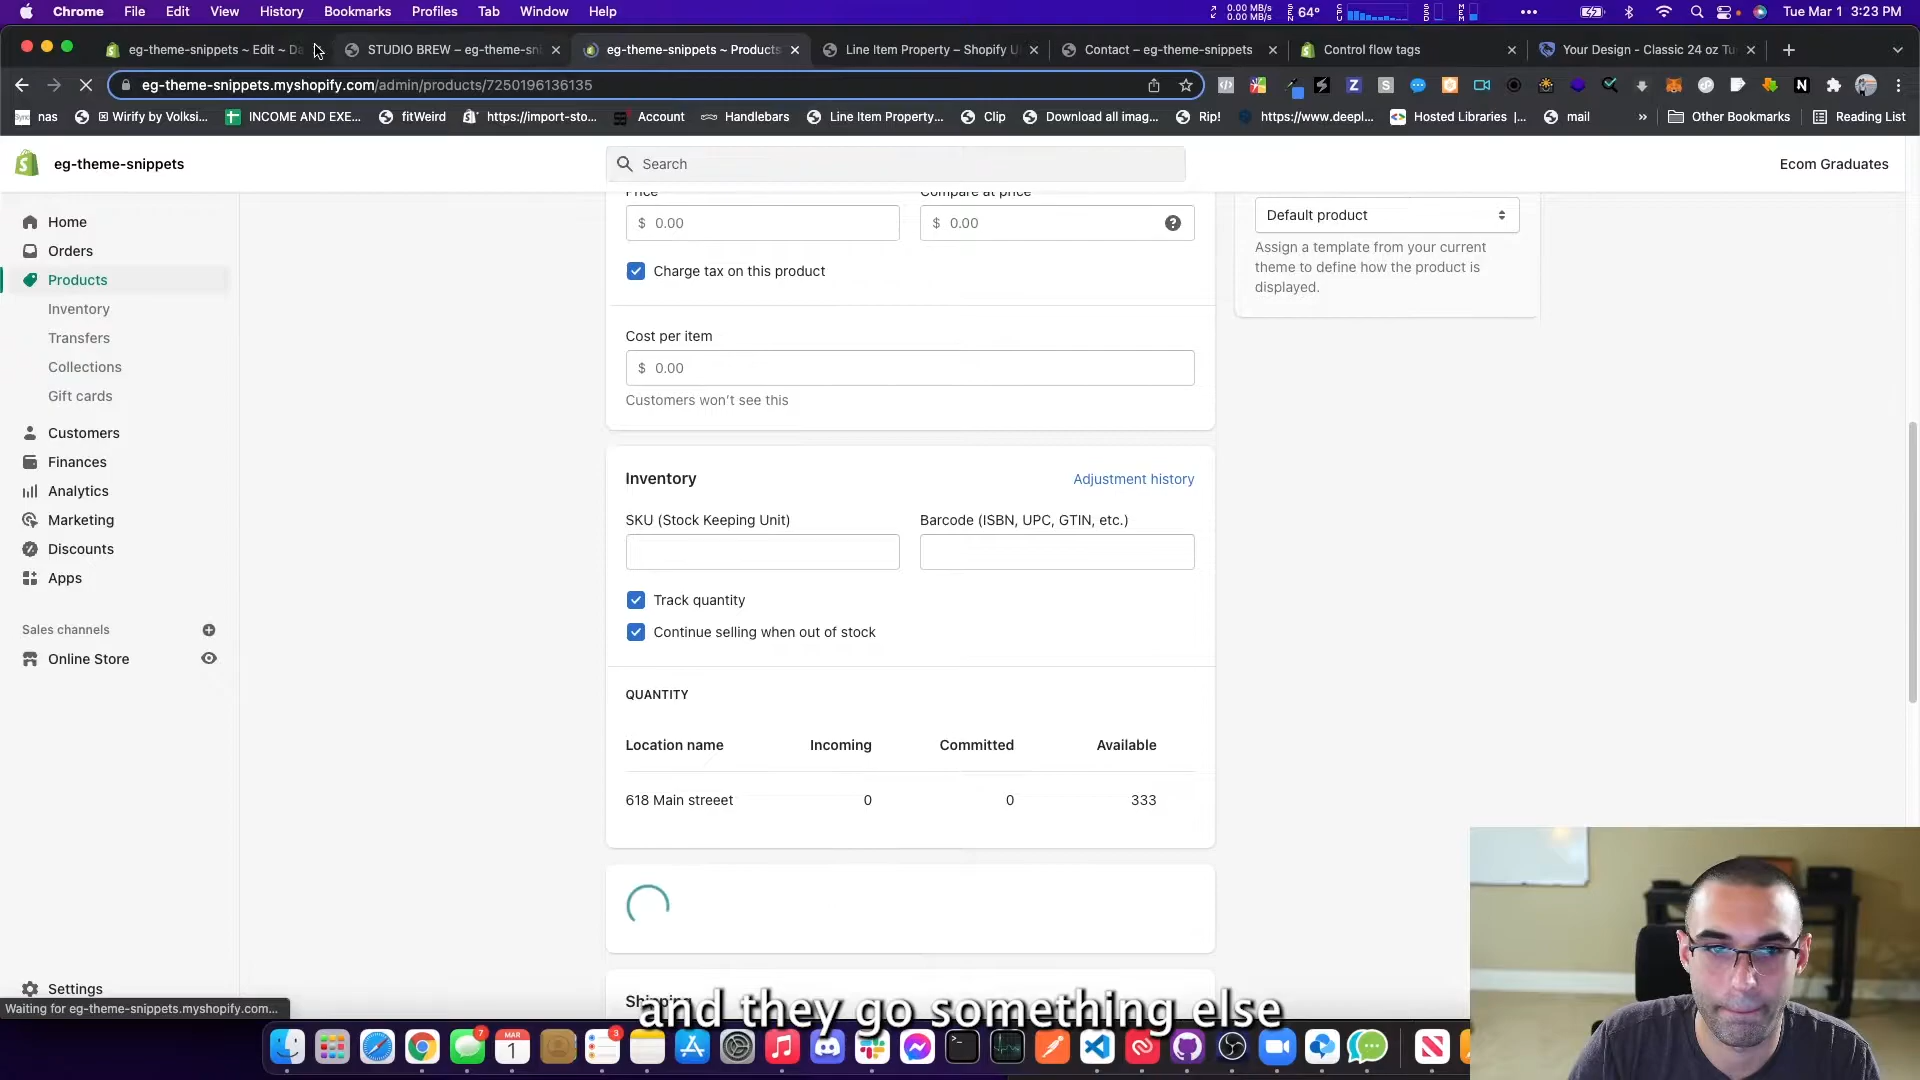 Chrome File Edit View History Bookmarks Profiles Tab Window Help
0.00 MB/s
0.00 MB/s
64°
Tue Mar 1 3:23 PM
eg-theme-snippets ~ Edit ~ Da
STUDIO BREW – eg-theme-sni
eg-theme-snippets ~ Products
Line Item Property – Shopify U
Contact – eg-theme-snippets
Control flow tags
Your Design - Classic 24 oz Tu
eg-theme-snippets.myshopify.com/admin/products/7250196136135
nas
Wirify by Volksi...
INCOME AND EXE...
fitWeird
https://import-sto...
Account
Handlebars
Line Item Property...
Clip
Download all imag...
Rip!
https://www.deepl...
Hosted Libraries |...
mail
»
Other Bookmarks
Reading List
eg-theme-snippets
Search
Ecom Graduates
Home
Orders
Products
Inventory
Transfers
Collections
Gift cards
Customers
Finances
Analytics
Marketing
Discounts
Apps
Sales channels
Online Store
Settings
Waiting for eg-theme-snippets.myshopify.com...
Price
Compare at price
$ 0.00
$ 0.00
Charge tax on this product
Cost per item
$ 0.00
Customers won't see this
Default product
Assign a template from your current
theme to define how the product is
displayed.
Inventory
Adjustment history
SKU (Stock Keeping Unit)
Barcode (ISBN, UPC, GTIN, etc.)
Track quantity
Continue selling when out of stock
QUANTITY
Location name Incoming Committed Available
618 Main streeet 0 0 333
Shipping
and they go something else
7
MAR
1
3